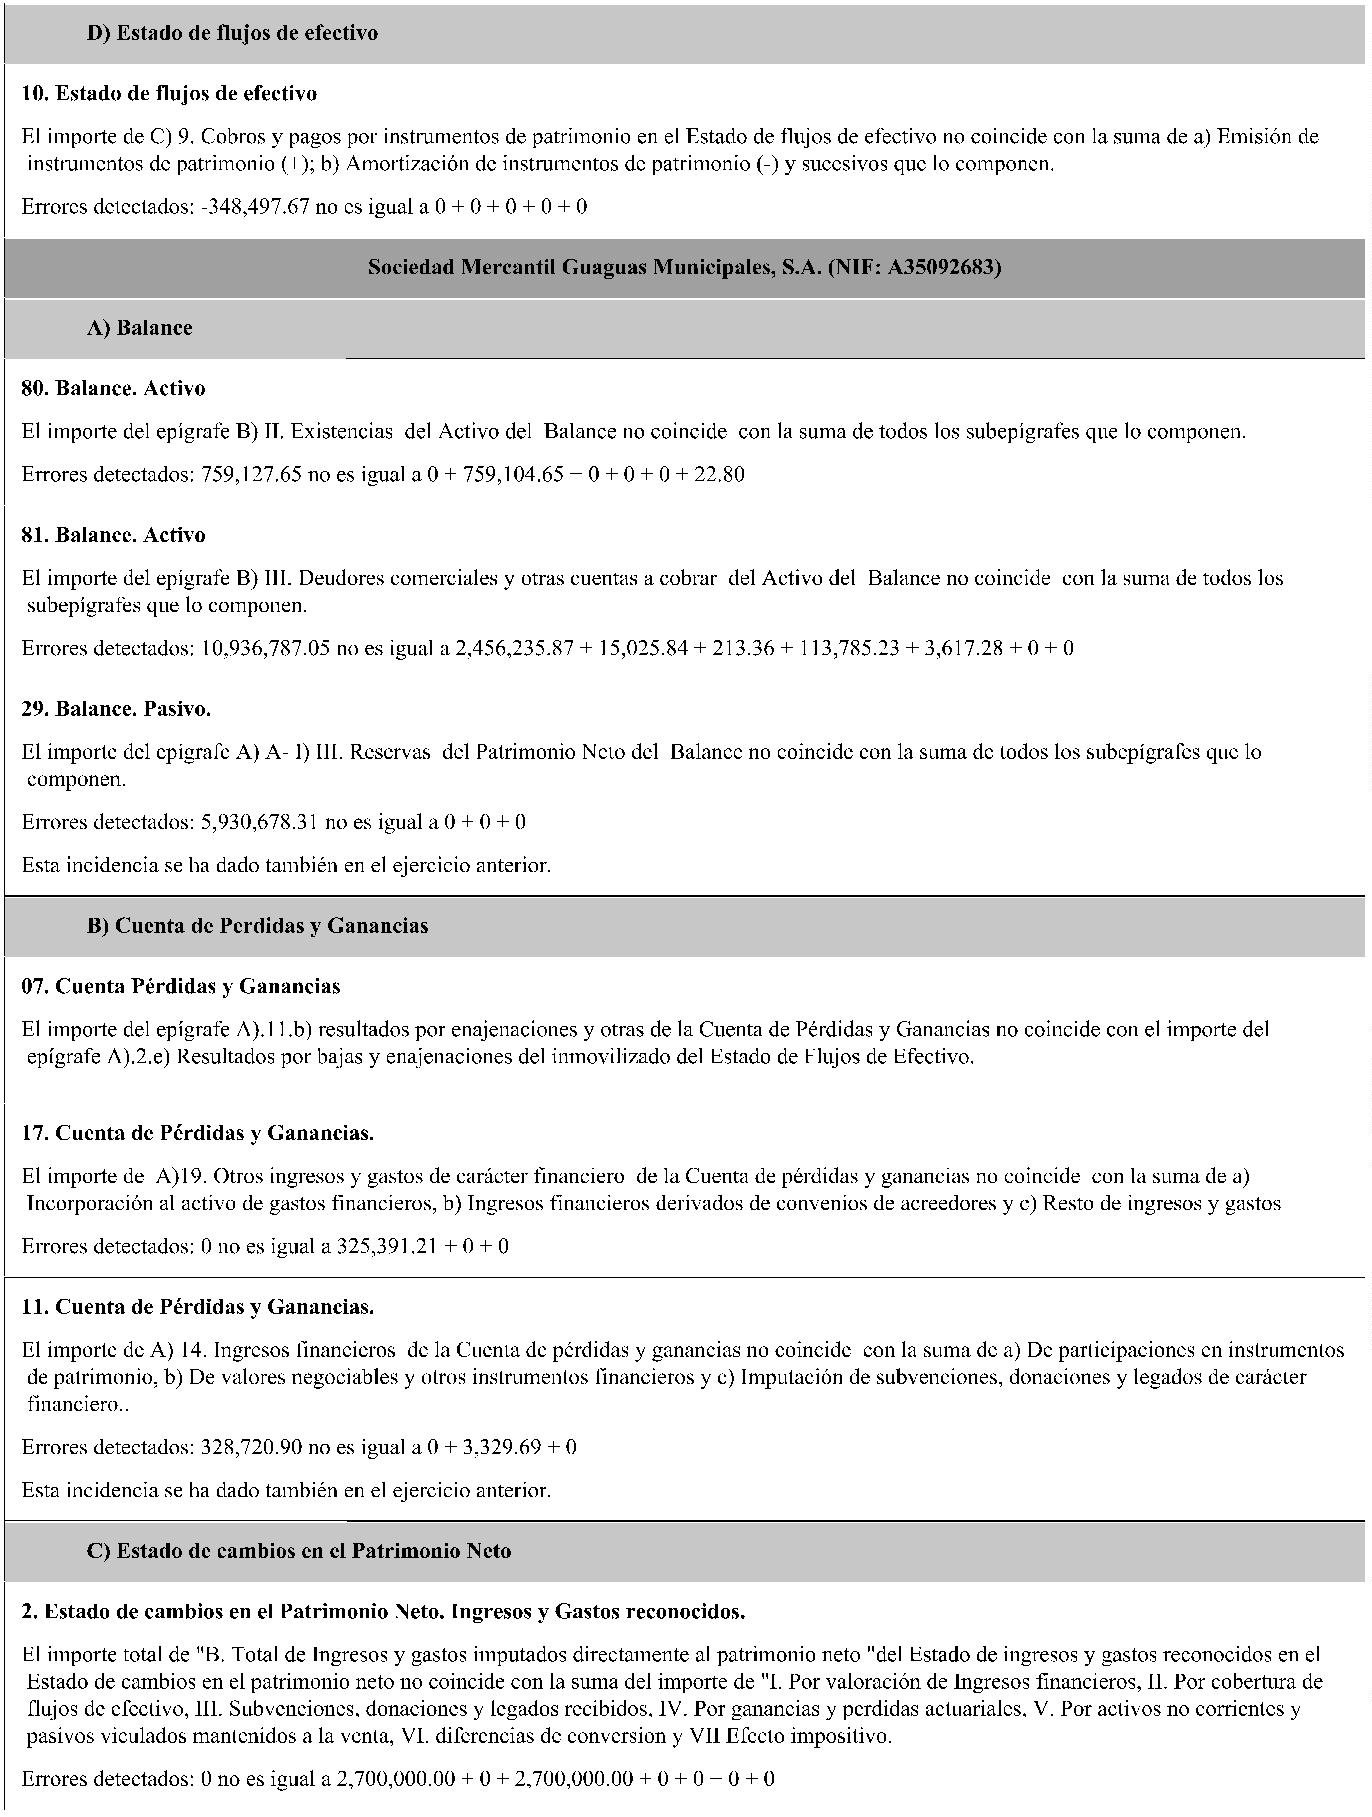 D) Estado de flujos de efectivo
10. Estado de flujos de efectivo
El importe de C) 9. Cobros y pagos por instrumentos de patrimonio en el Estado de flujos de efectivo no coincide con la suma de a) Emisión de
instrumentos de patrimonio (+); b) Amortización de instrumentos de patrimonio (-) y sucesivos que lo componen.
Errores detectados: -348,497.67 no es igual a 0 + 0 + 0 + 0 + 0
Sociedad Mercantil Guaguas Municipales, S.A. (NIF: A35092683)
A) Balance
80. Balance. Activo
El importe del epígrafe B) II. Existencias del Activo del Balance no coincide con la suma de todos los subepígrafes que lo componen.
Errores detectados: 759,127.65 no es igual a 0 + 759,104.65 + 0 + 0 + 0 + 22.80
81. Balance. Activo
El importe del epígrafe B) III. Deudores comerciales y otras cuentas a cobrar del Activo del Balance no coincide con la suma de todos los
subepígrafes que lo componen.
Errores detectados: 10,936,787.05 no es igual a 2,456,235.87 + 15,025.84 + 213.36 + 113,785.23 + 3,617.28 + 0 + 0
29. Balance. Pasivo.
El importe del epígrafe A) A- 1) III. Reservas del Patrimonio Neto del Balance no coincide con la suma de todos los subepígrafes que lo
componen.
Errores detectados: 5,930,678.31 no es igual a 0 + 0 + 0
Esta incidencia se ha dado también en el ejercicio anterior.
B) Cuenta de Perdidas y Ganancias
07. Cuenta Pérdidas y Ganancias
El importe del epígrafe A).11.b) resultados por enajenaciones y otras de la Cuenta de Pérdidas y Ganancias no coincide con el importe del
epígrafe A).2.e) Resultados por bajas y enajenaciones del inmovilizado del Estado de Flujos de Efectivo.
17. Cuenta de Pérdidas y Ganancias.
El importe de A)19. Otros ingresos y gastos de carácter financiero de la Cuenta de pérdidas y ganancias no coincide con la suma de a)
Incorporación al activo de gastos financieros, b) Ingresos financieros derivados de convenios de acreedores y c) Resto de ingresos y gastos
Errores detectados: 0 no es igual a 325,391.21 + 0 + 0
11. Cuenta de Pérdidas y Ganancias.
El importe de A) 14. Ingresos financieros de la Cuenta de pérdidas y ganancias no coincide con la suma de a) De participaciones en instrumentos
de patrimonio, b) De valores negociables y otros instrumentos financieros y c) Imputación de subvenciones, donaciones y legados de carácter
financiero..
Errores detectados: 328,720.90 no es igual a 0 + 3,329.69 + 0
Esta incidencia se ha dado también en el ejercicio anterior.
C) Estado de cambios en el Patrimonio Neto
2. Estado de cambios en el Patrimonio Neto. Ingresos y Gastos reconocidos.
El importe total de "B. Total de Ingresos y gastos imputados directamente al patrimonio neto "del Estado de ingresos y gastos reconocidos en el
Estado de cambios en el patrimonio neto no coincide con la suma del importe de "I. Por valoración de Ingresos financieros, II. Por cobertura de
flujos de efectivo, III. Subvenciones, donaciones y legados recibidos, IV. Por ganancias y perdidas actuariales, V. Por activos no corrientes y
pasivos viculados mantenidos a la venta, VI. diferencias de conversion y VII Efecto impositivo.
Errores detectados: 0 no es igual a 2,700,000.00 + 0 + 2,700,000.00 + 0 + 0 + 0 + 0